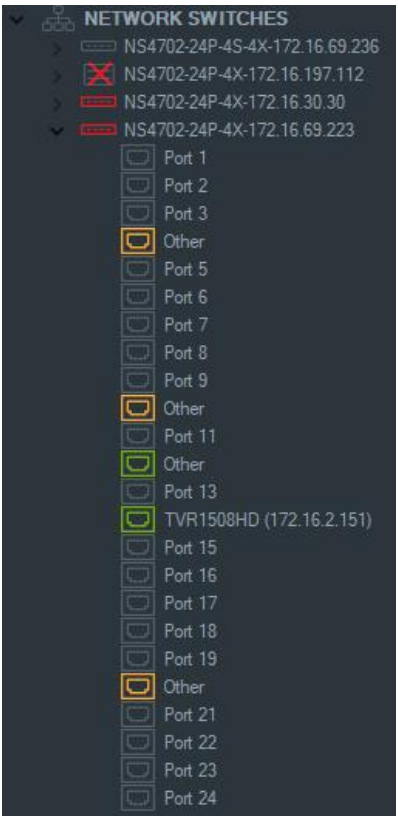 NETWORK SWITCHES
NS4702-24P-4S-4X-172.16.69.236
NS4702-24P-4X-172.16.197.112
NS4702-24P-4X-172.16.30.30
NS4702-24P-4X-172.16.69.223
Port 1
Port 2
Port 3
Other
Port 5
Port 6
Port 7
Port 8
Port 9
Other
Port 11
Other
Port 13
TVR1508HD (172.16.2.151)
Port 15
Port 16
Port 17
Port 18
Port 19
Other
Port 21
Port 22
Port 23
Port 24